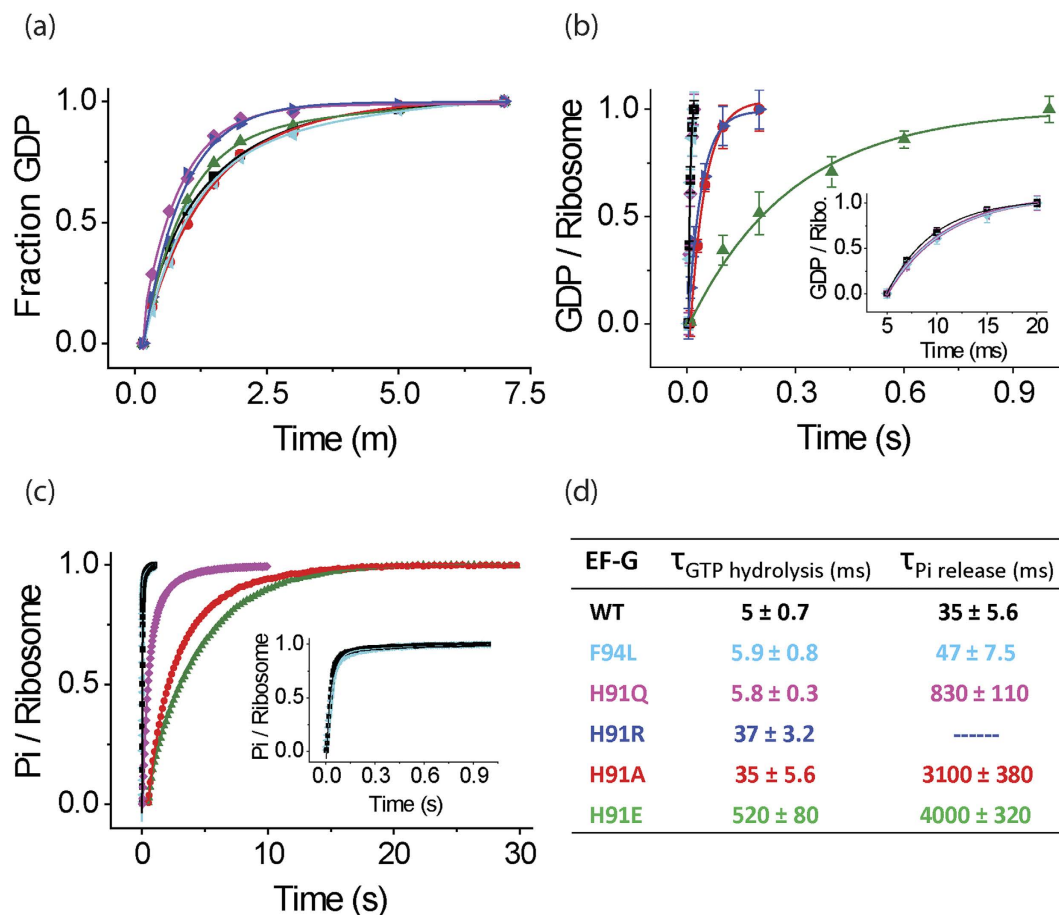 (a)
Fraction GDP
1.0
0.5
0.0
0.0 2.5 5.0 7.5
Time (m)
(b)
GDP / Ribosome
1.0
0.5
0.0
0.0 0.3 0.6 0.9
Time (s)
GDP / Ribo.
1.0
0.5
0.0
5 10 15 20
Time (ms)
(c)
Pi / Ribosome
1.0
0.5
0.0
0 10 20 30
Time (s)
Pi / Ribosome
1.0
0.5
0.0
0.0 0.3 0.6 0.9
Time (s)
(d)
EF-G τGTP hydrolysis (ms) τPi release (ms)
WT 5 ± 0.7 35 ± 5.6
F94L 5.9 ± 0.8 47 ± 7.5
H91Q 5.8 ± 0.3 830 ± 110
H91R 37 ± 3.2 ------
H91A 35 ± 5.6 3100 ± 380
H91E 520 ± 80 4000 ± 320